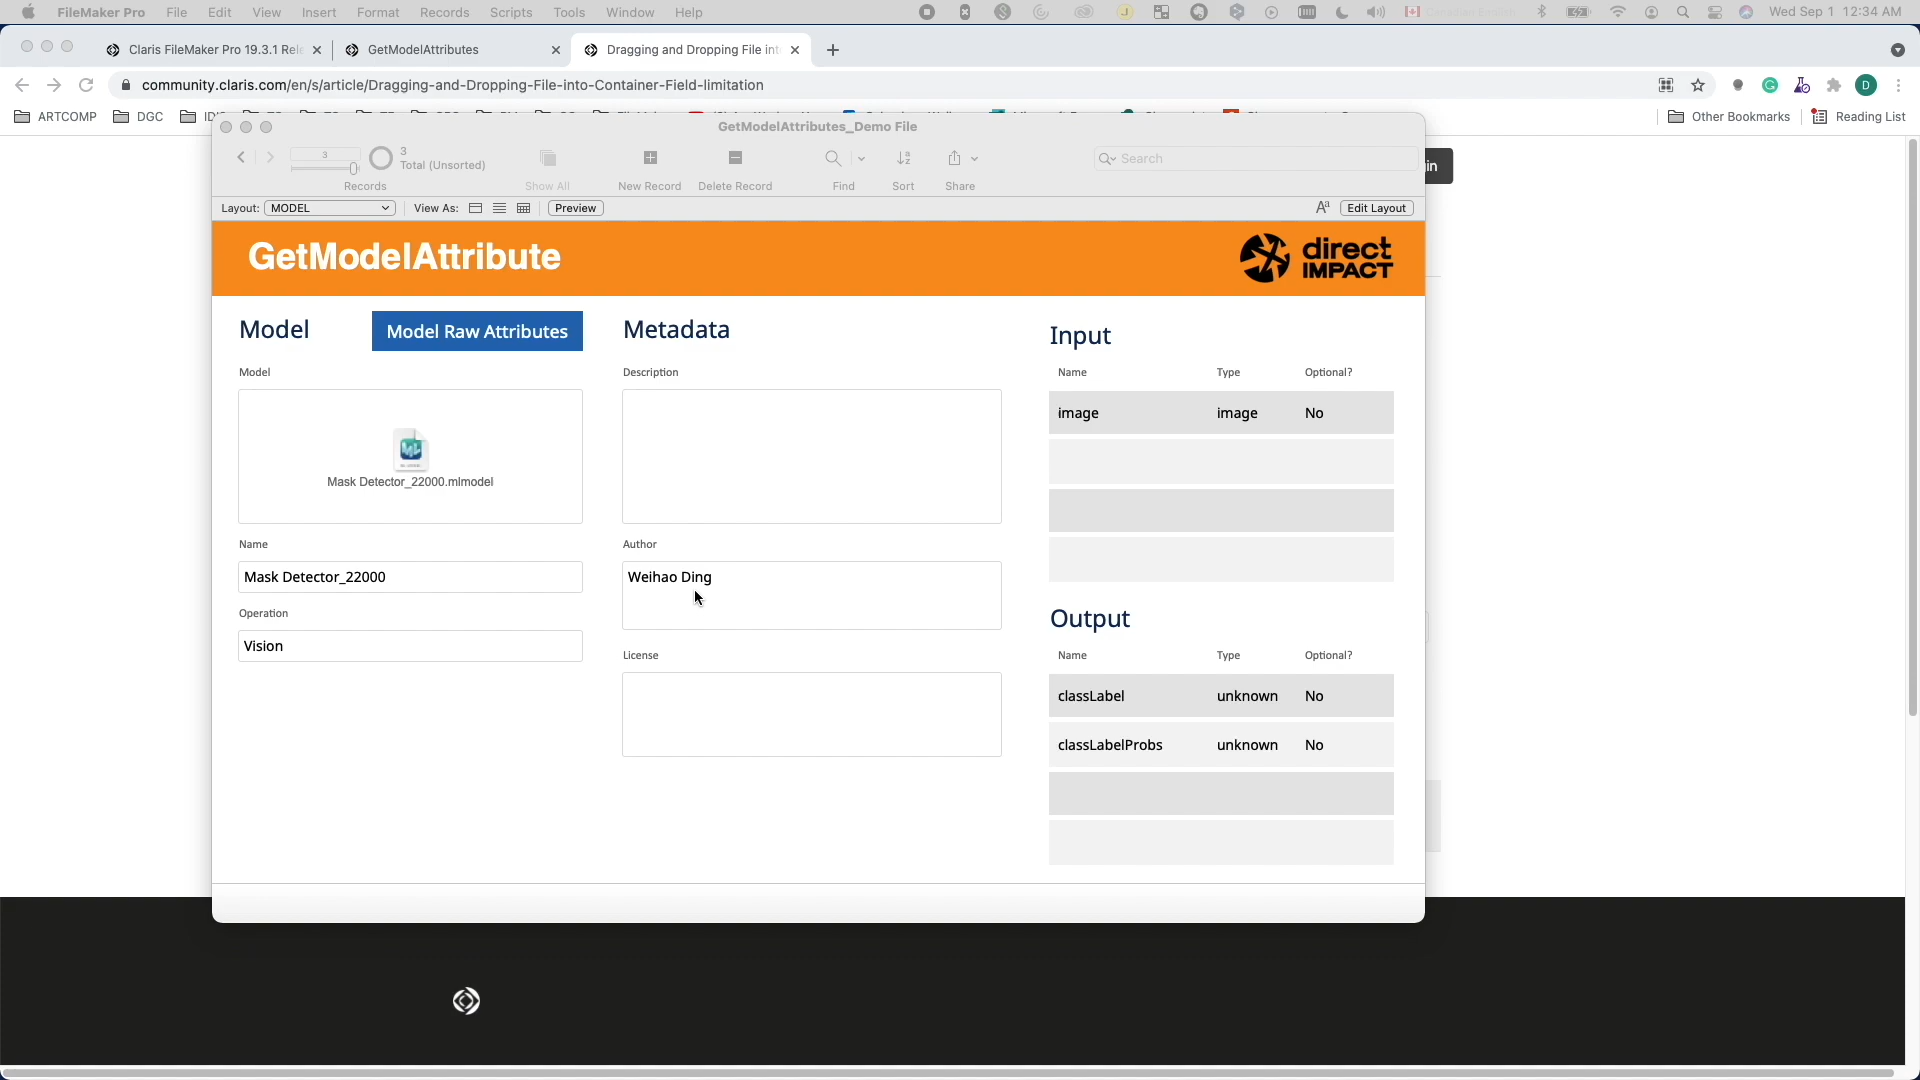 FileMaker Pro File Edit View Insert Format Records Scripts Tools Window Help Wed Sep 1 12:34 AM
Claris FileMaker Pro 19.3.1 Rele GetModelAttributes Dragging and Dropping File int
community.claris.com/en/s/article/Dragging-and-Dropping-File-into-Container-Field-limitation
ARTCOMP DGC Other Bookmarks Reading List
GetModelAttributes_Demo File
3 3 Total (Unsorted) Search in
Records Show All New Record Delete Record Find Sort Share
Layout: MODEL View As: Preview Aa Edit Layout
GetModelAttribute direct IMPACT
Model Model Raw Attributes Metadata Input
Model Description Name Type Optional?
image image No
Mask Detector_22000.mlmodel
Name Author
Mask Detector_22000 Weihao Ding
Operation Output
Vision
License Name Type Optional?
classLabel unknown No
classLabelProbs unknown No